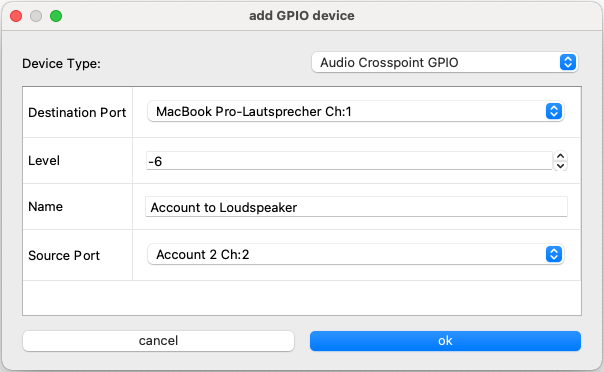 add GPIO device
Device Type: Audio Crosspoint GPIO
Destination Port MacBook Pro-Lautsprecher Ch:1
Level -6
Name Account to Loudspeaker
Source Port Account 2 Ch:2
cancel ok